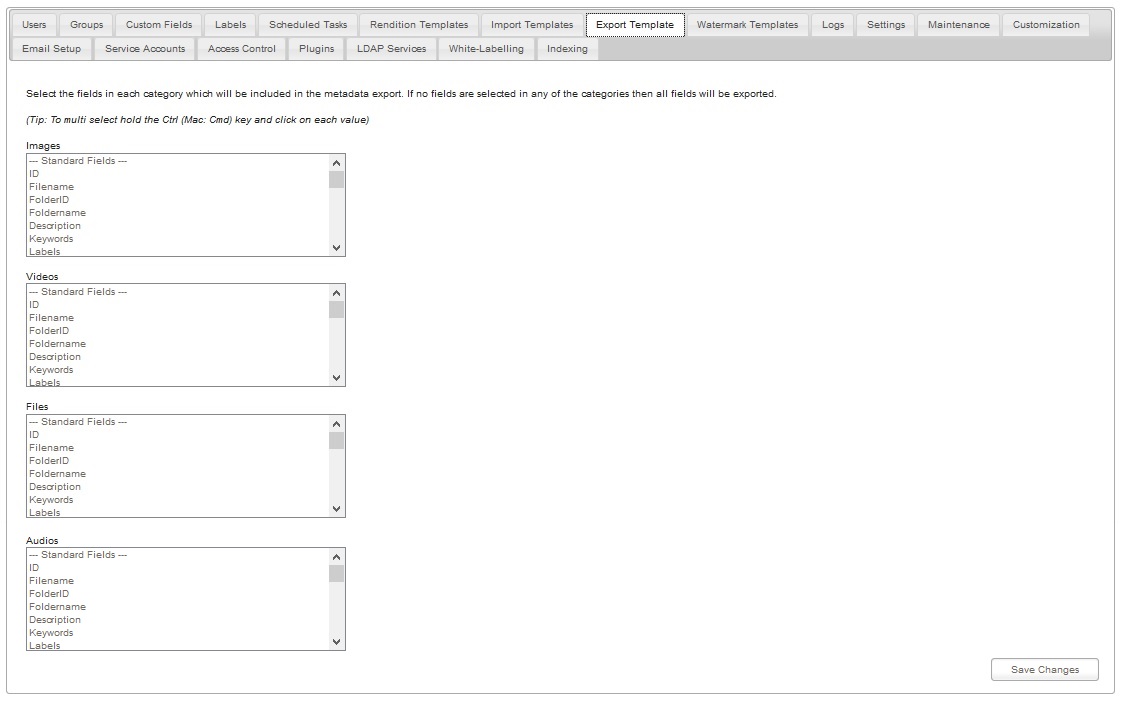 Users Groups Custom Fields Labels Scheduled Tasks Rendition Templates Import Templates Export Template Watermark Templates Logs Settings Maintenance Customization
Email Setup Service Accounts Access Control Plugins LDAP Services White-Labelling Indexing
Select the fields in each category which will be included in the metadata export. If no fields are selected in any of the categories then all fields will be exported.
(Tip: To multi select hold the Ctrl (Mac: Cmd) key and click on each value)
Images
--- Standard Fields ---
ID
Filename
FolderID
Foldername
Description
Keywords
Labels
Videos
--- Standard Fields ---
ID
Filename
FolderID
Foldername
Description
Keywords
Labels
Files
--- Standard Fields ---
ID
Filename
FolderID
Foldername
Description
Keywords
Labels
Audios
--- Standard Fields ---
ID
Filename
FolderID
Foldername
Description
Keywords
Labels
Save Changes